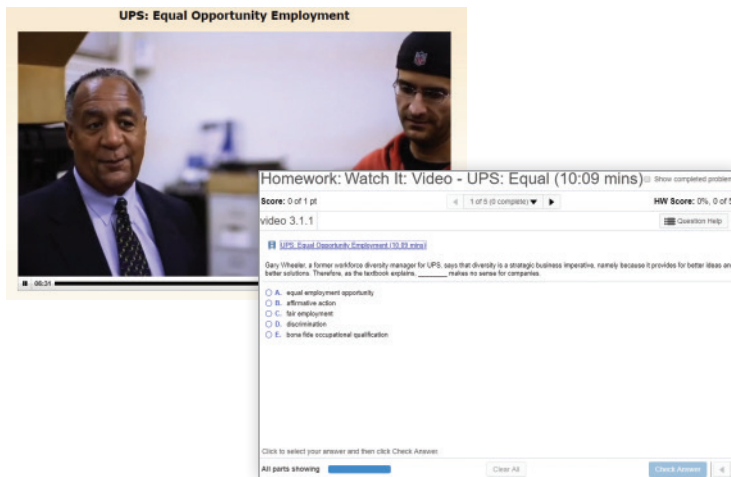 UPS: Equal Opportunity Employment
06:31
Homework: Watch It: Video - UPS: Equal (10:09 mins)
Show completed problem
Score: 0 of 1 pt
1 of 5 (0 complete)
HW Score: 0%, 0 of 5
video 3.1.1
Question Help
UPS: Equal Opportunity Employment (10:09 mins)
Gary Wheeler, a former workforce diversity manager for UPS, says that diversity is a strategic business imperative, namely because it provides for better ideas an
better solutions. Therefore, as the textbook explains, ________ makes no sense for companies.
A. equal employment opportunity
B. affirmative action
C. fair employment
D. discrimination
E. bona fide occupational qualification
Click to select your answer and then click Check Answer
All parts showing
Clear All
Check Answer